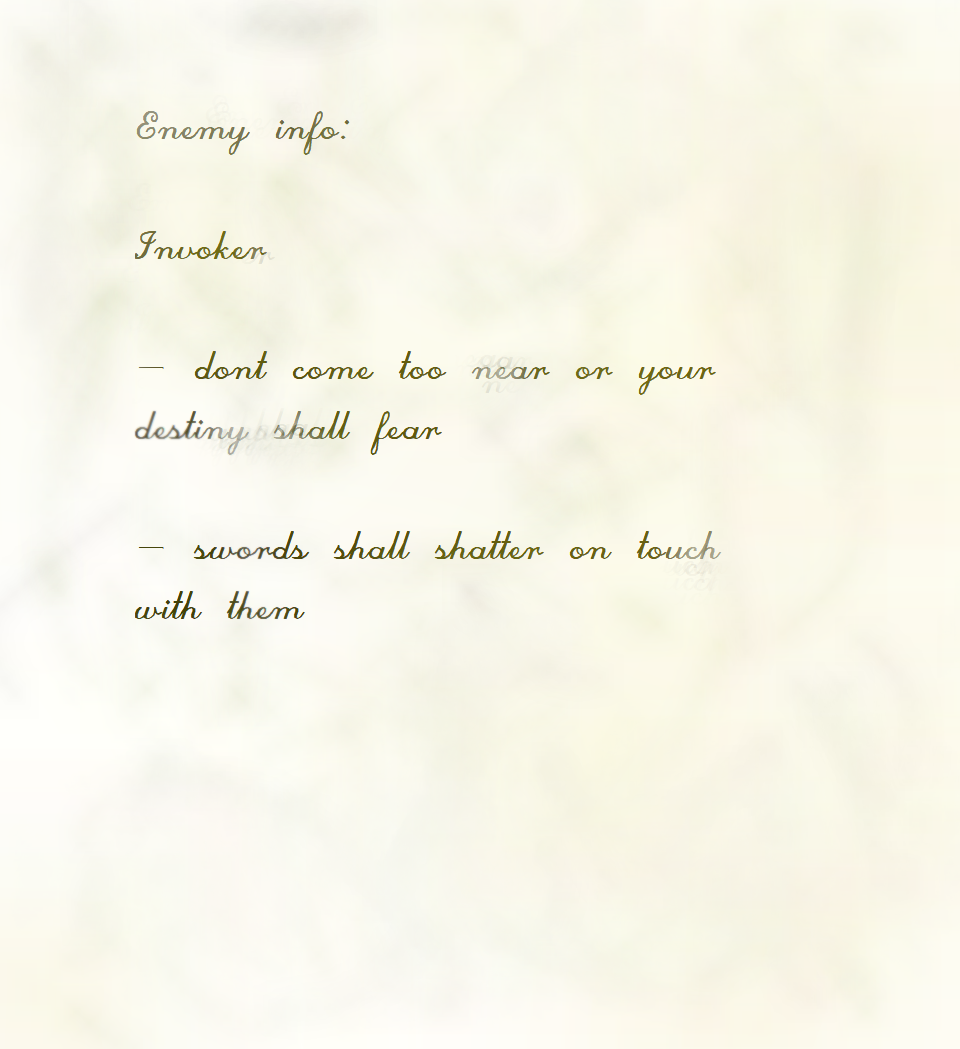 Enemy info:
Invoker
— dont come too near or your
destiny shall fear
— swords shall shatter on touch
with them